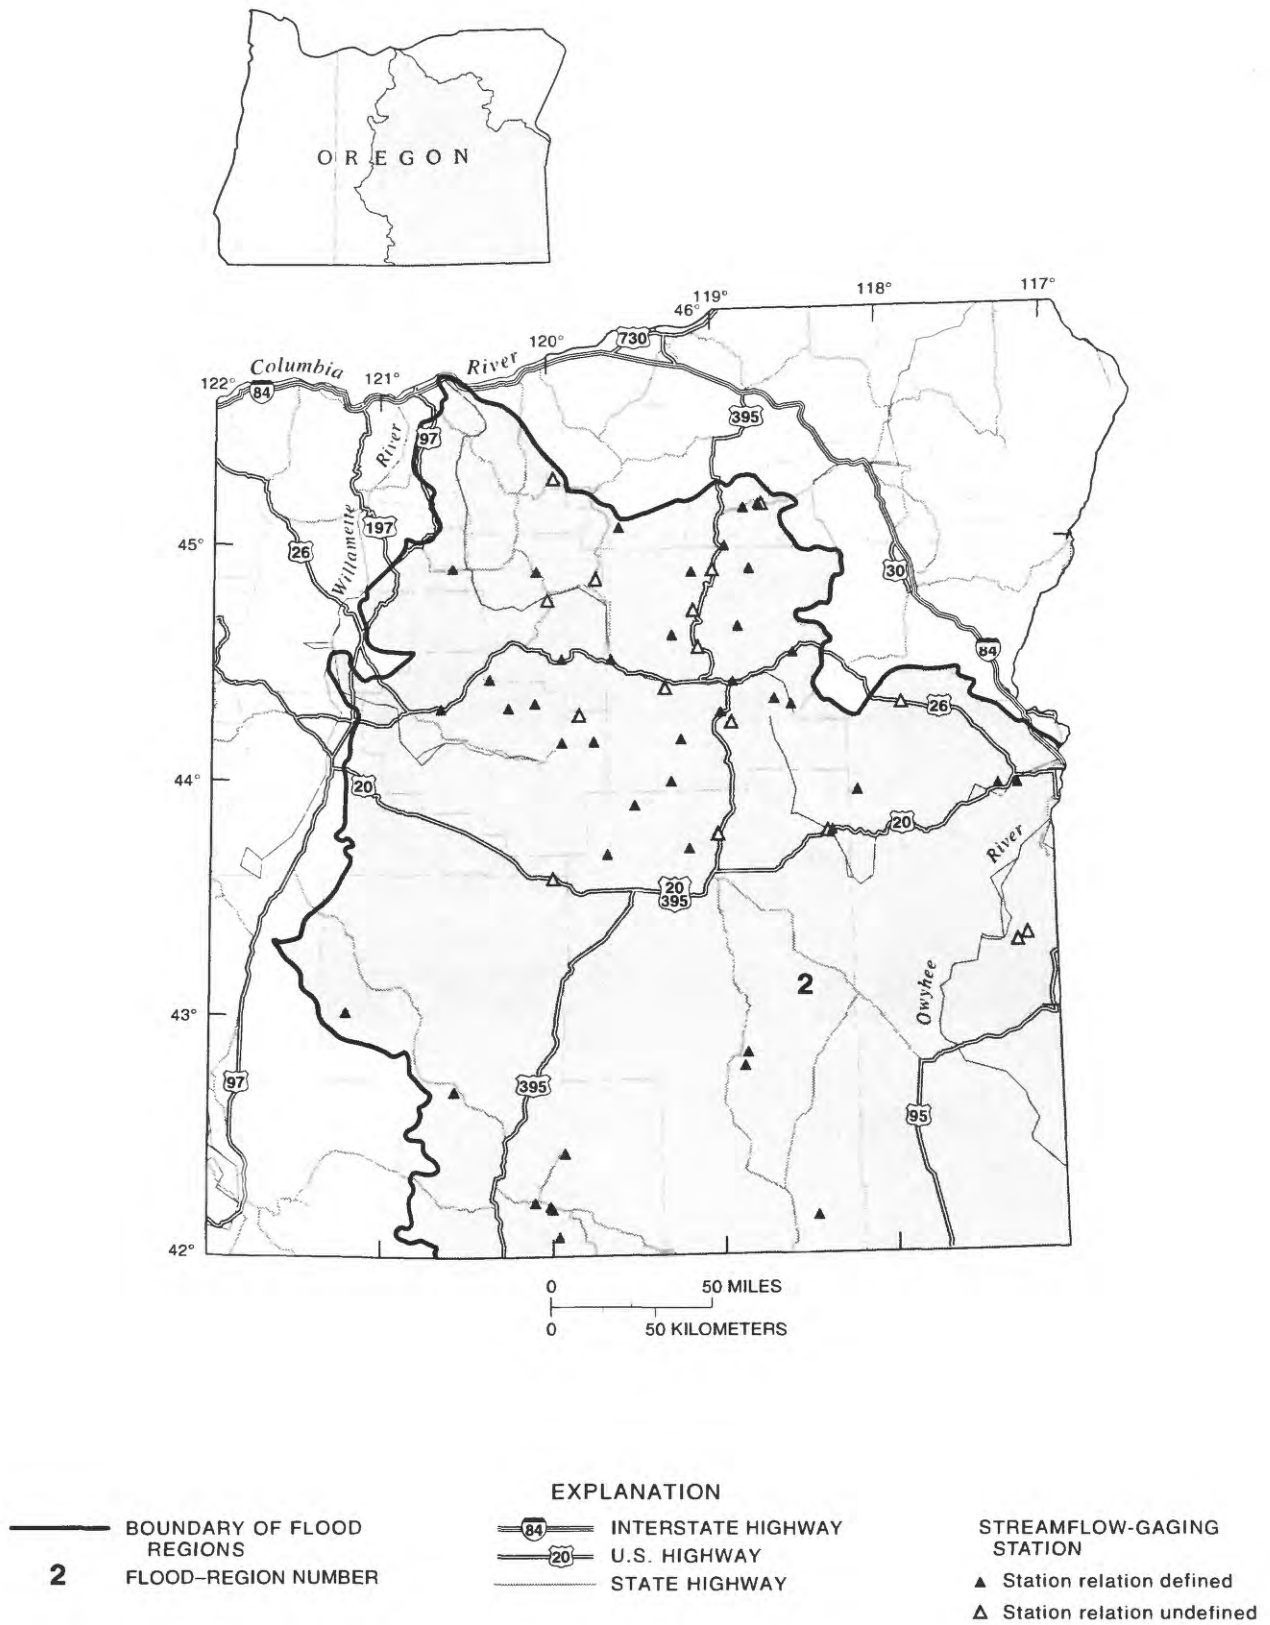 OREGON
117°
118°
119°
46°
730
120°
River
Columbia
121°
122°
84
395
97
River
197
Willamette
45°
26
30
84
26
44°
20
20
River
20
395
2
Owyhee
43°
97
395
95
42°
0 50 MILES
0 50 KILOMETERS
EXPLANATION
BOUNDARY OF FLOOD
REGIONS
2 FLOOD-REGION NUMBER
84 INTERSTATE HIGHWAY
20 U.S. HIGHWAY
STATE HIGHWAY
STREAMFLOW-GAGING
STATION
Station relation defined
Station relation undefined